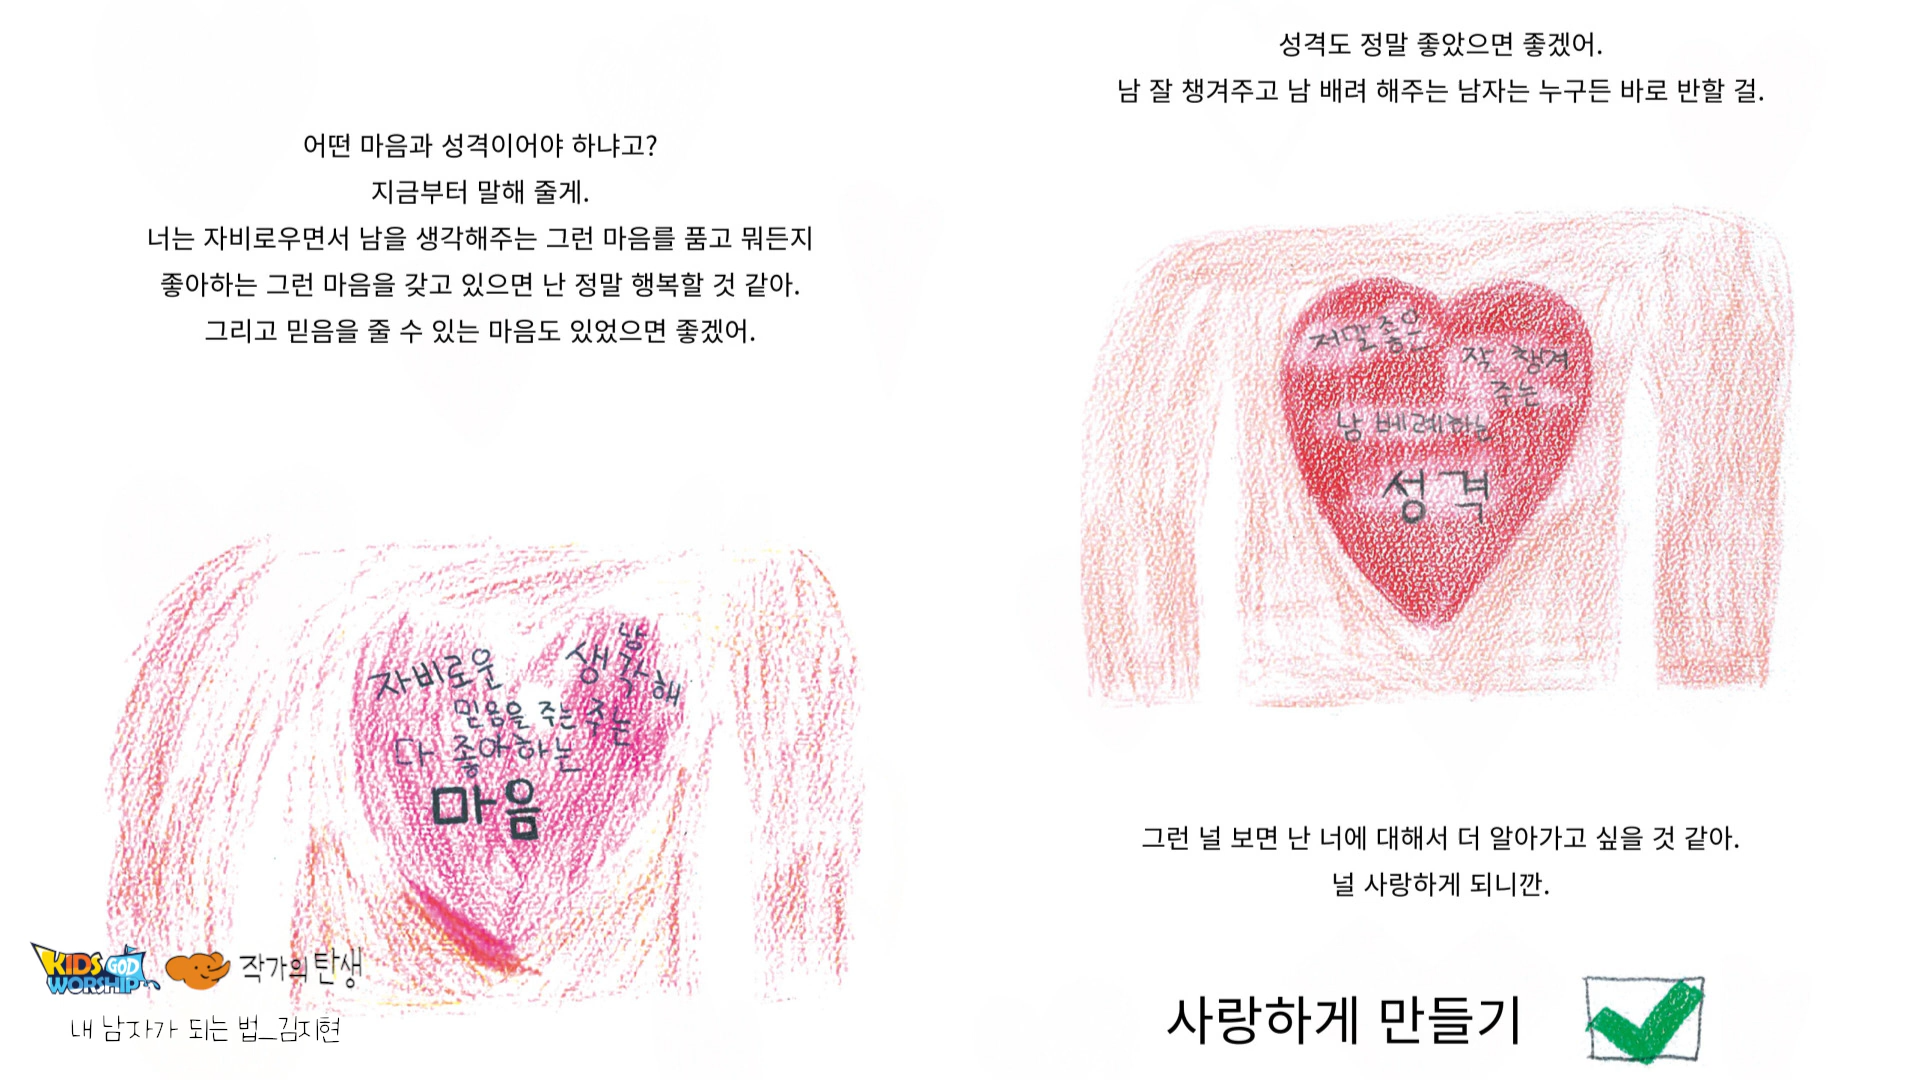 어떤 마음과 성격이어야 하냐고?
지금부터 말해 줄게.
너는 자비로우면서 남을 생각해주는 그런 마음를 품고 뭐든지
좋아하는 그런 마음을 갖고 있으면 난 정말 행복할 것 같아.
그리고 믿음을 줄 수 있는 마음도 있었으면 좋겠어.
자비로운
남
생각해
주는
믿음을 주는
다 좋아하는
마음
KIDS GOD
WORSHIP
작가의 탄생
내 남자가 되는 법_김지현
성격도 정말 좋았으면 좋겠어.
남 잘 챙겨주고 남 배려 해주는 남자는 누구든 바로 반할 걸.
저말 좋은
작 챙겨
주는
남 베례하는
성격
그런 널 보면 난 너에 대해서 더 알아가고 싶을 것 같아.
널 사랑하게 되니깐.
사랑하게 만들기